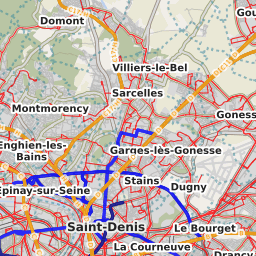 Domont
Gou
Villiers-le-Bel
Sarcelles
Montmorency
Goness
Enghien-les-
Bains
Garges-lès-Gonesse
Stains
Épinay-sur-Seine
Dugny
Saint-Denis
Le Bourget
La Courneuve
Drancy